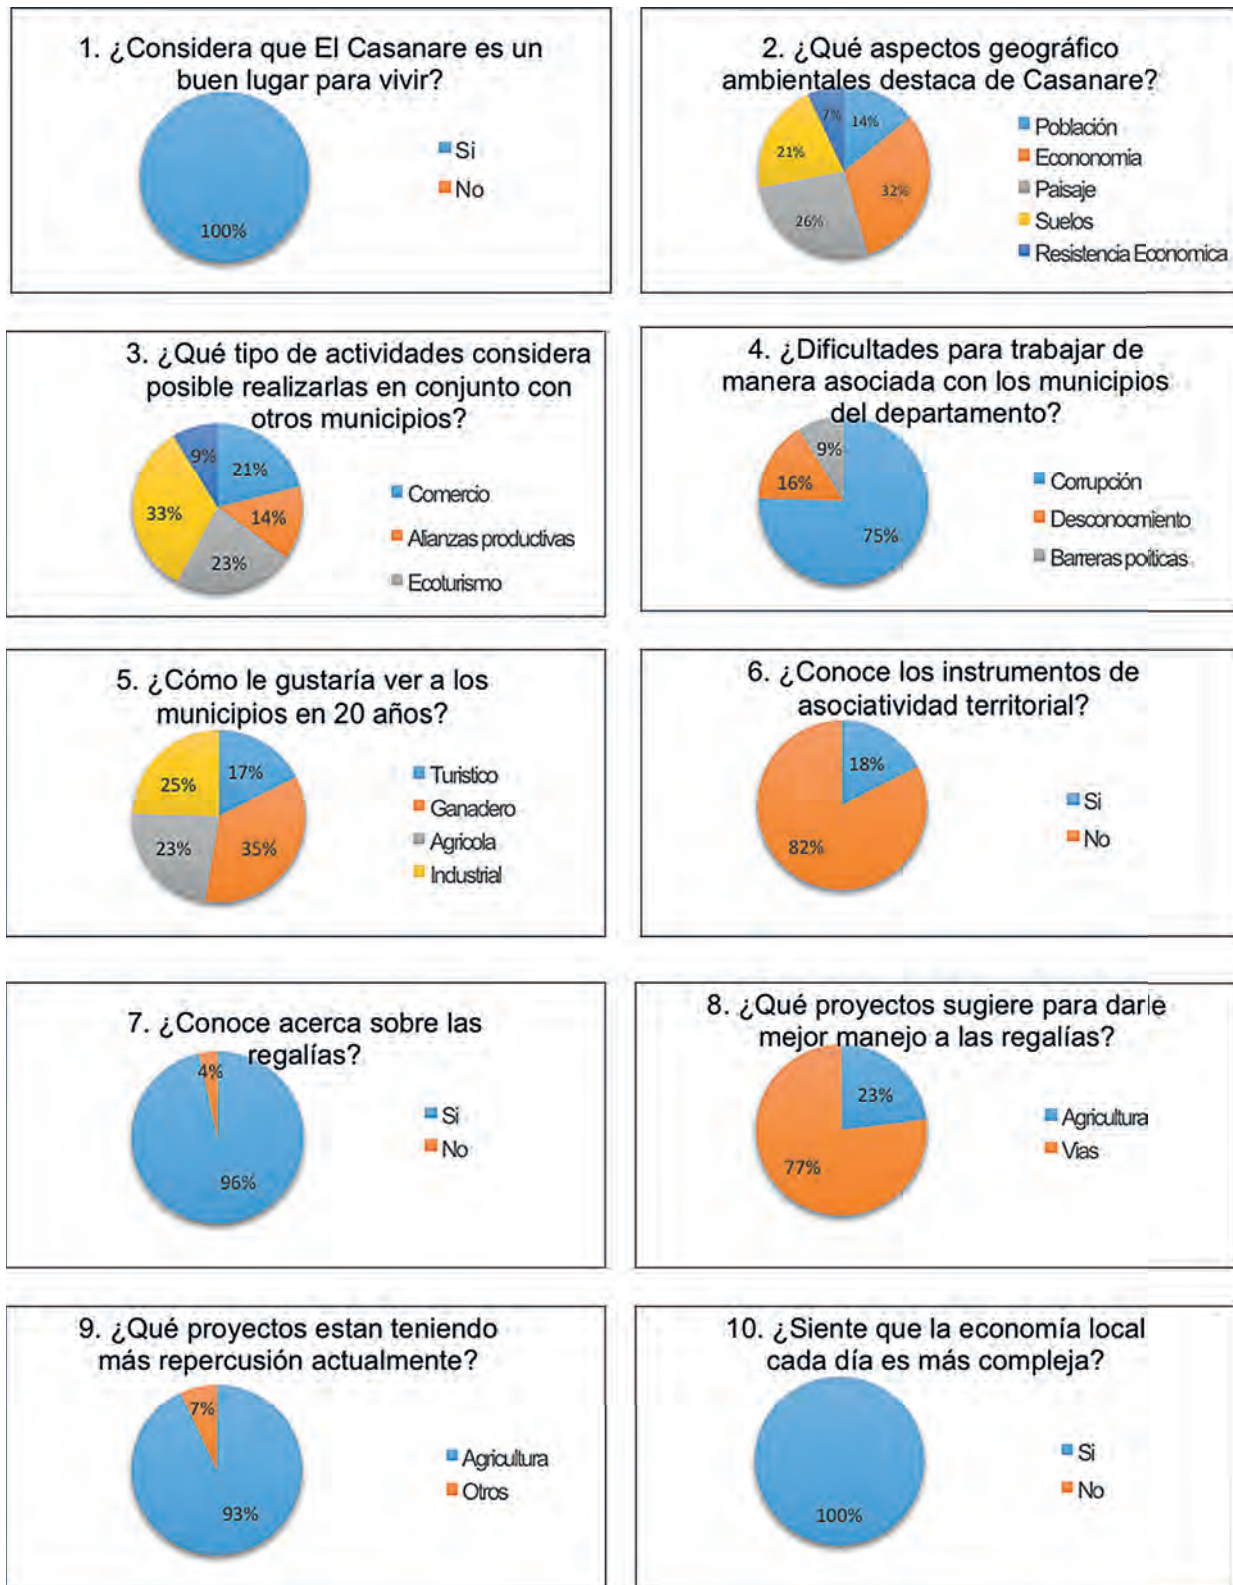 1. ¿Considera que El Casanare es un
buen lugar para vivir?
100%
Si
No
2. ¿Qué aspectos geográfico
ambientales destaca de Casanare?
7%
14%
21%
32%
26%
Población
Econonomia
Paisaje
Suelos
Resistencia Economica
3. ¿Qué tipo de actividades considera
posible realizarlas en conjunto con
otros municipios?
9%
21%
33%
14%
23%
Comercio
Alianzas productivas
Ecoturismo
4. ¿Dificultades para trabajar de
manera asociada con los municipios
del departamento?
9%
16%
75%
Corrupción
Desconocmiento
Barreras poiticas
5. ¿Cómo le gustaría ver a los
municipios en 20 años?
25%
17%
23%
35%
Turistico
Ganadero
Agricola
Industrial
6. ¿Conoce los instrumentos de
asociatividad territorial?
18%
82%
Si
No
7. ¿Conoce acerca sobre las
regalías?
4%
96%
Si
No
8. ¿Qué proyectos sugiere para darle
mejor manejo a las regalías?
23%
77%
Agricultura
Vias
9. ¿Qué proyectos estan teniendo
más repercusión actualmente?
7%
93%
Agricultura
Otros
10. ¿Siente que la economía local
cada día es más compleja?
100%
Si
No